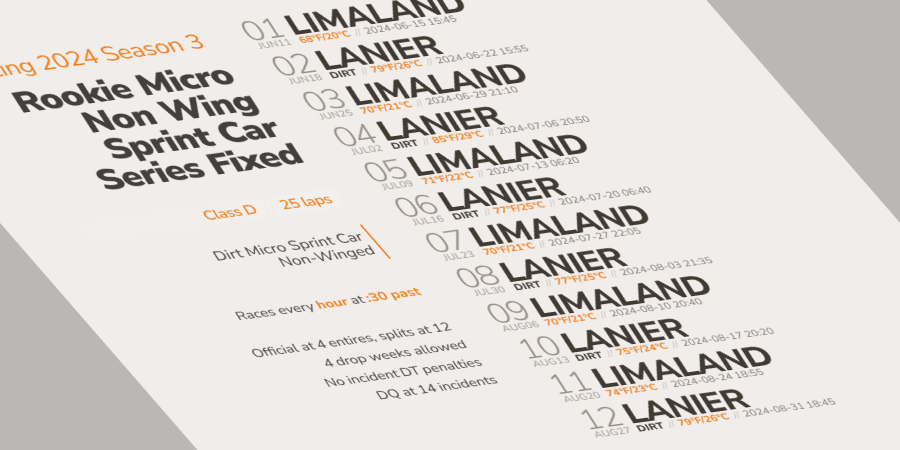 2024 Season 3
Rookie Micro
Non Wing
Sprint Car
Series Fixed
Class D
25 laps
Dirt Micro Sprint Car
Non-Winged
Races every hour at :30 past
Official at 4 entires, splits at 12
4 drop weeks allowed
No incident DT penalties
DQ at 14 incidents
01 LIMALAND
JUN11 68°F/20°C // 2024-06-15 15:45
02 LANIER
JUN18 DIRT // 79°F/26°C // 2024-06-22 15:55
03 LIMALAND
JUN25 70°F/21°C // 2024-06-29 21:10
04 LANIER
JUL02 DIRT // 85°F/29°C // 2024-07-06 20:50
05 LIMALAND
JUL09 71°F/22°C // 2024-07-13 06:20
06 LANIER
JUL16 DIRT // 77°F/25°C // 2024-07-20 06:40
07 LIMALAND
JUL23 70°F/21°C // 2024-07-27 22:05
08 LANIER
JUL30 DIRT // 77°F/25°C // 2024-08-03 21:35
09 LIMALAND
AUG06 70°F/21°C // 2024-08-10 20:40
10 LANIER
AUG13 DIRT // 75°F/24°C // 2024-08-17 20:20
11 LIMALAND
AUG20 74°F/23°C // 2024-08-24 18:55
12 LANIER
AUG27 DIRT // 79°F/26°C // 2024-08-31 18:45